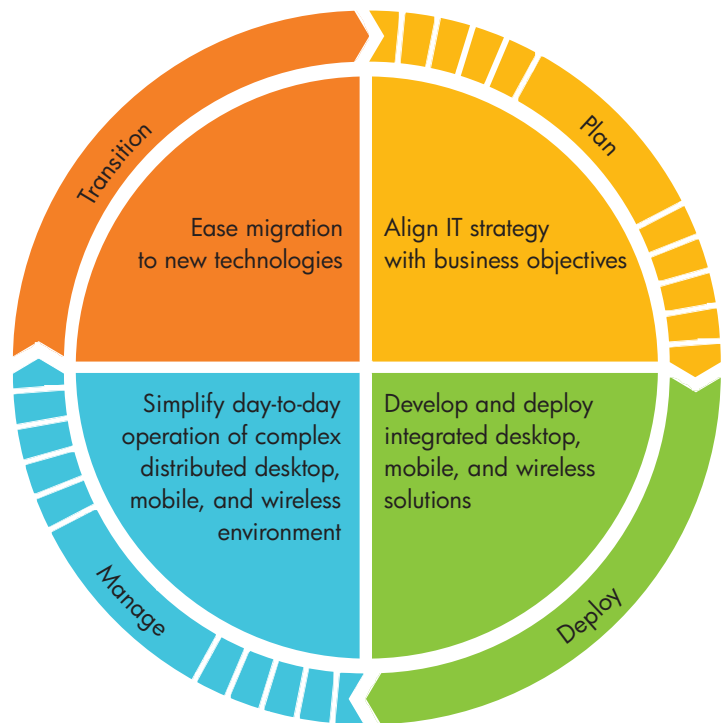 Transition
Plan
Ease migration
to new technologies
Align IT strategy
with business objectives
Simplify day-to-day
operation of complex
distributed desktop,
mobile, and wireless
environment
Develop and deploy
integrated desktop,
mobile, and wireless
solutions
Manage
Deploy